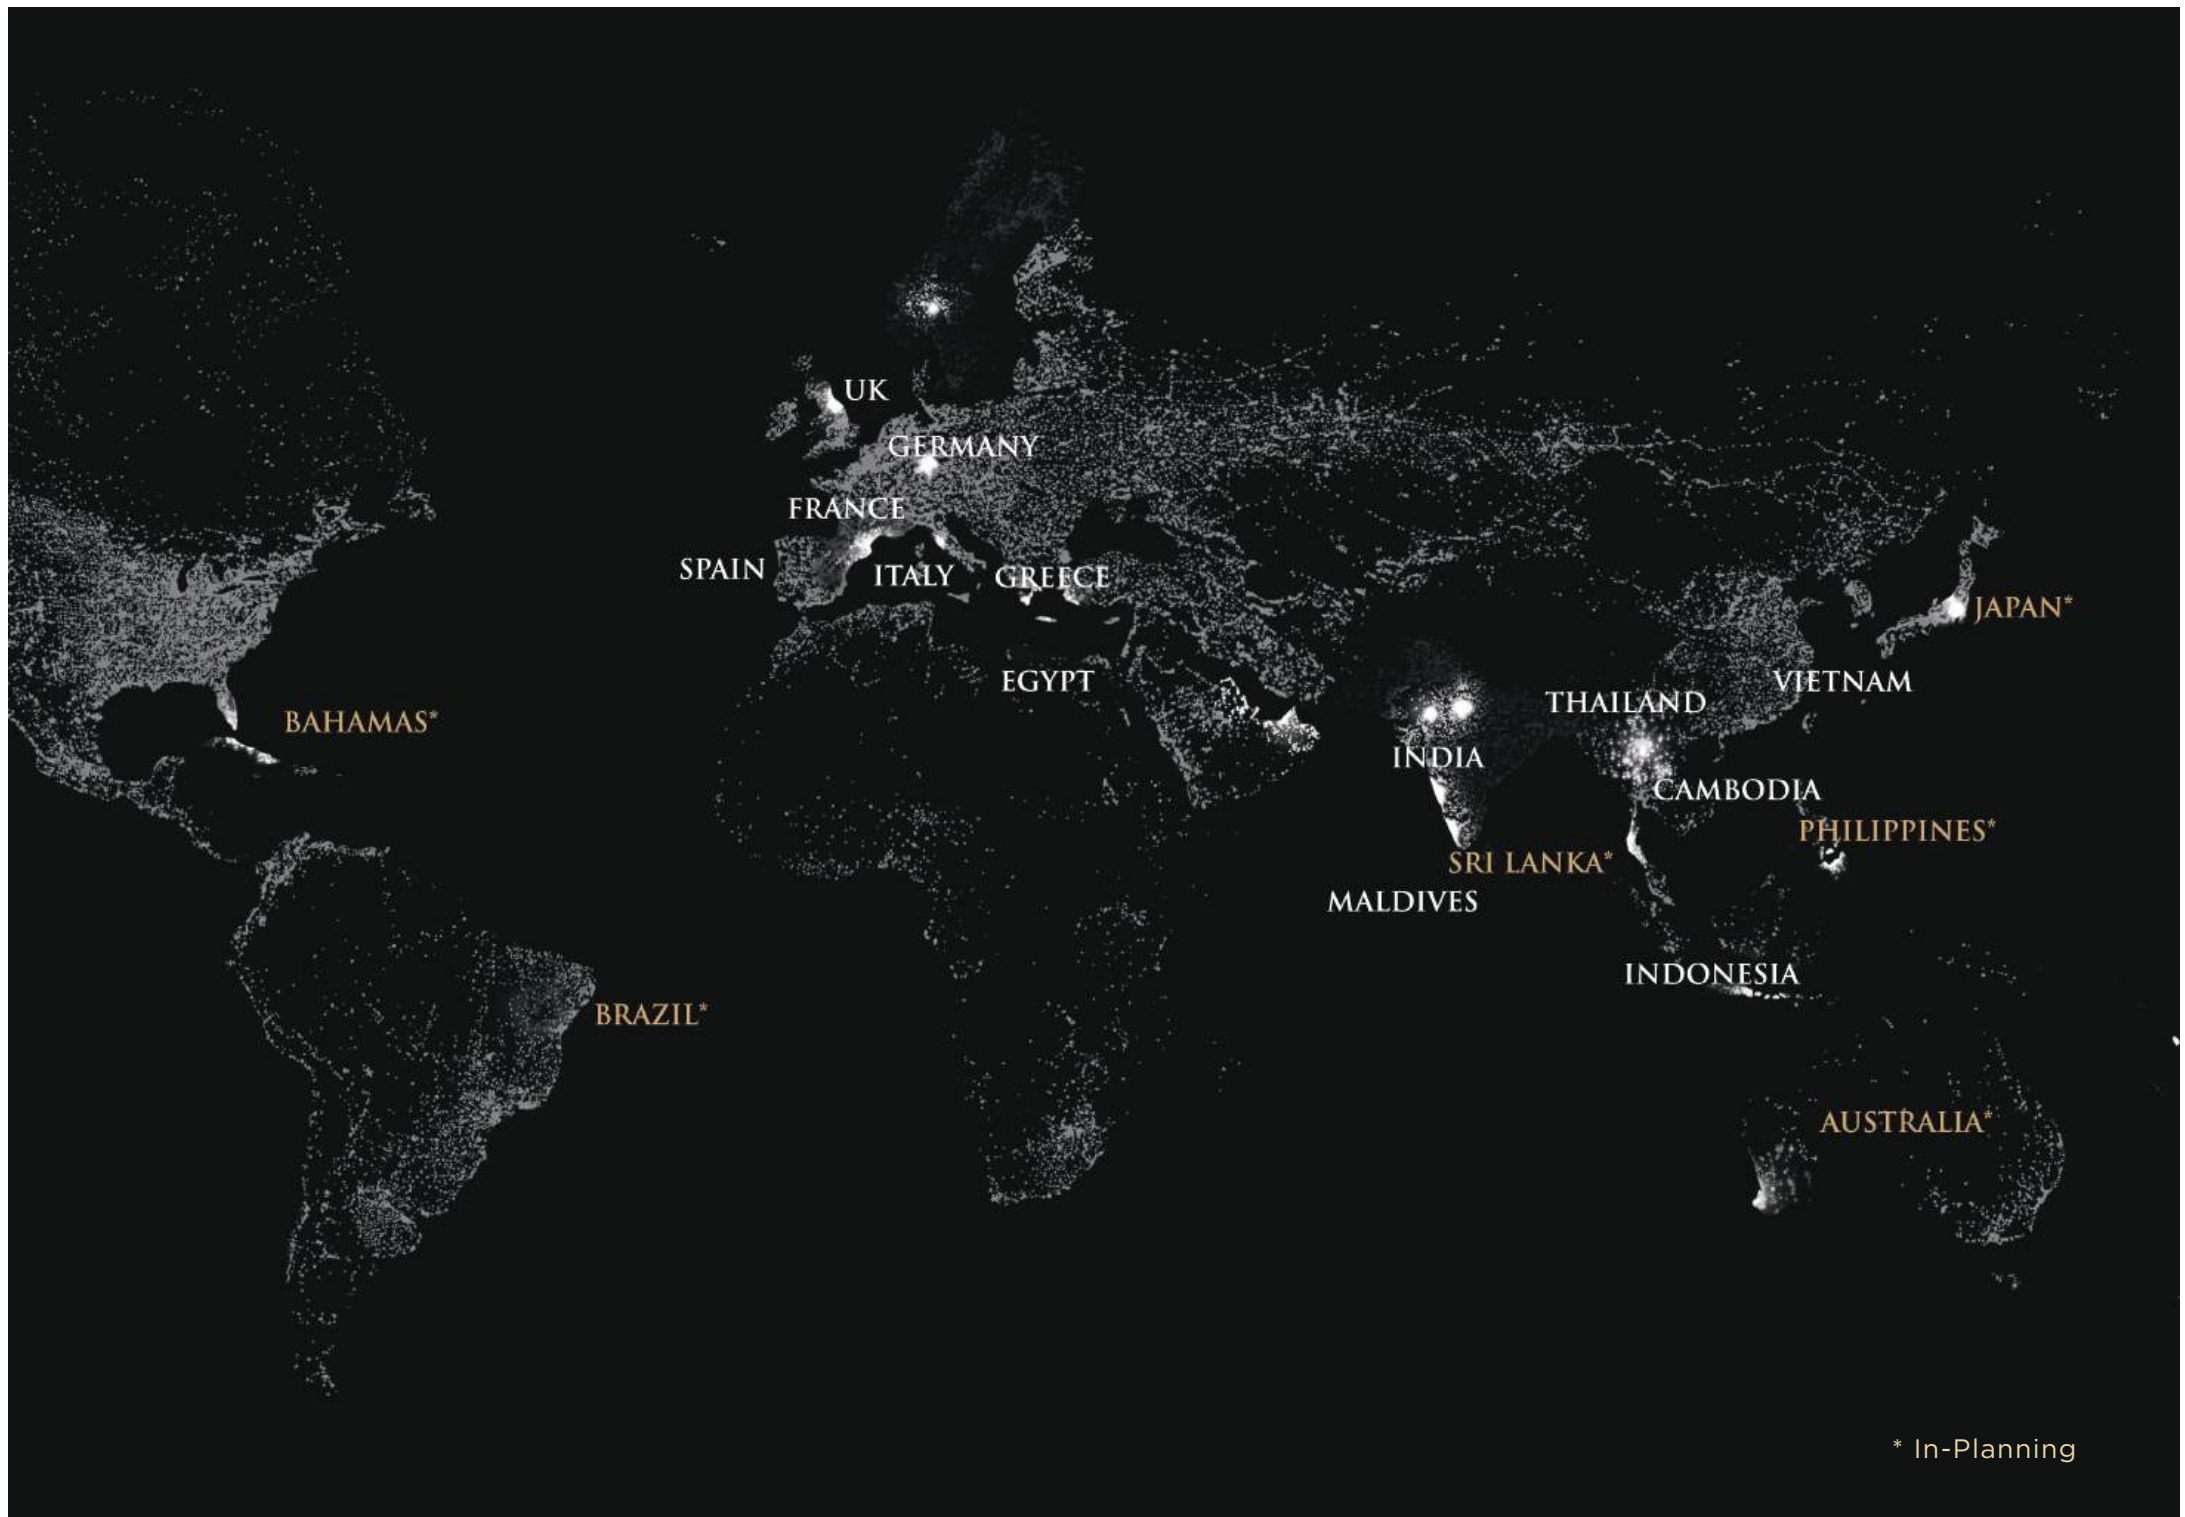 UK
GERMANY
FRANCE
SPAIN
ITALY
GREECE
JAPAN*
EGYPT
VIETNAM
THAILAND
BAHAMAS*
INDIA
CAMBODIA
PHILIPPINES*
SRI LANKA*
MALDIVES
INDONESIA
BRAZIL*
AUSTRALIA*
* In-Planning